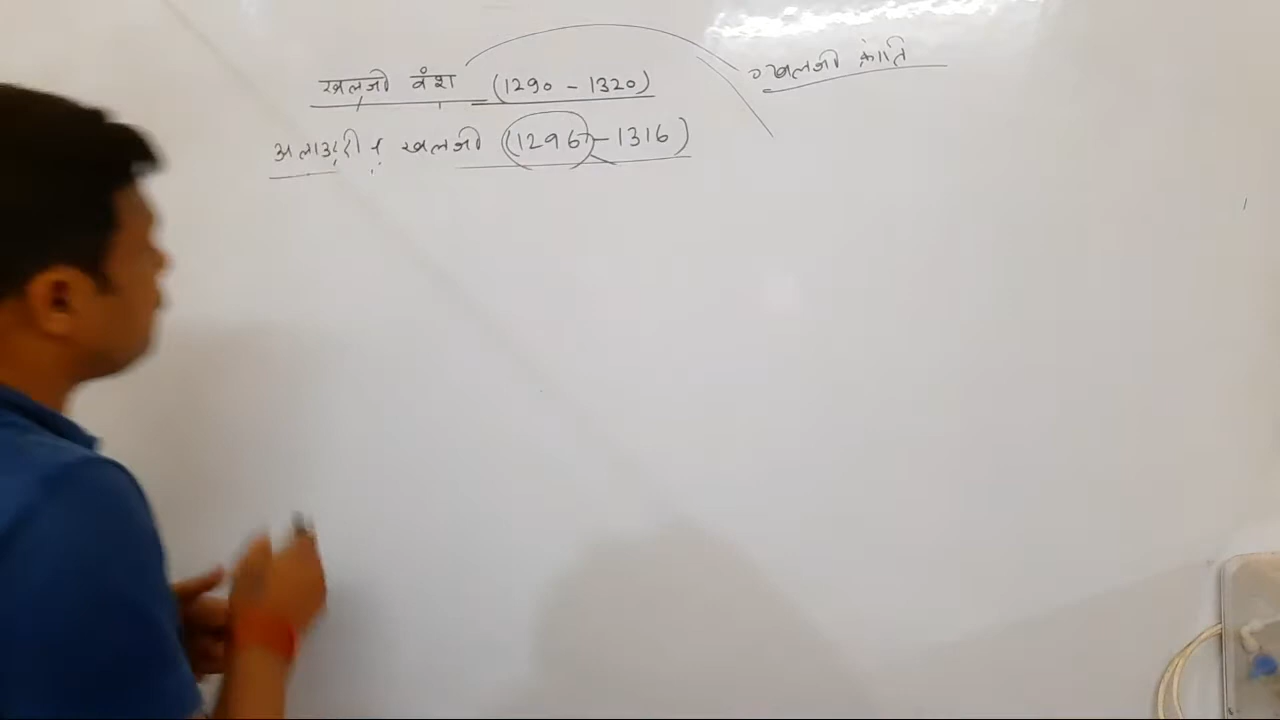 खलजी वंश (1290 - 1320)
खलजी क्रांति
अलाउद्दीन खलजी (1296 - 1316)